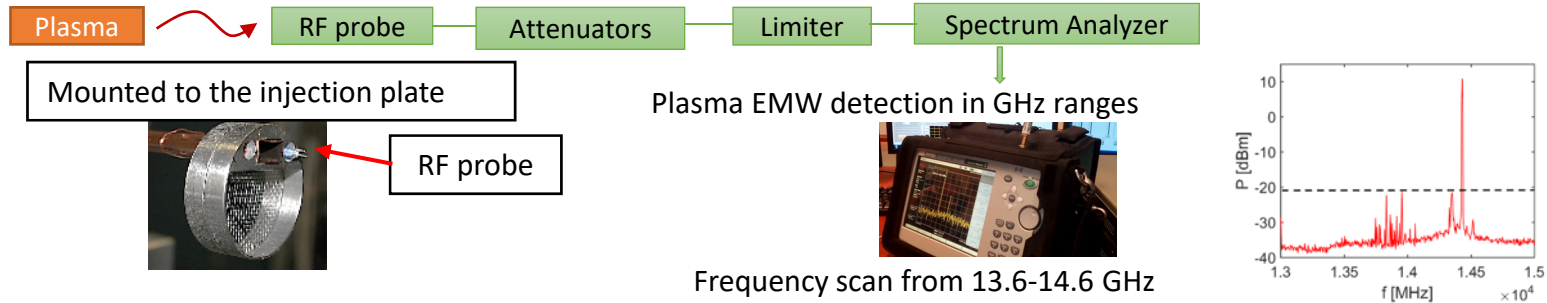 Plasma
RF probe
Attenuators
Limiter
Spectrum Analyzer
Mounted to the injection plate
RF probe
Plasma EMW detection in GHz ranges
Frequency scan from 13.6-14.6 GHz
10
0
-10
-20
-30
-40
P [dBm]
1.3
1.35
1.4
1.45
1.5
f [MHz]
×10⁴